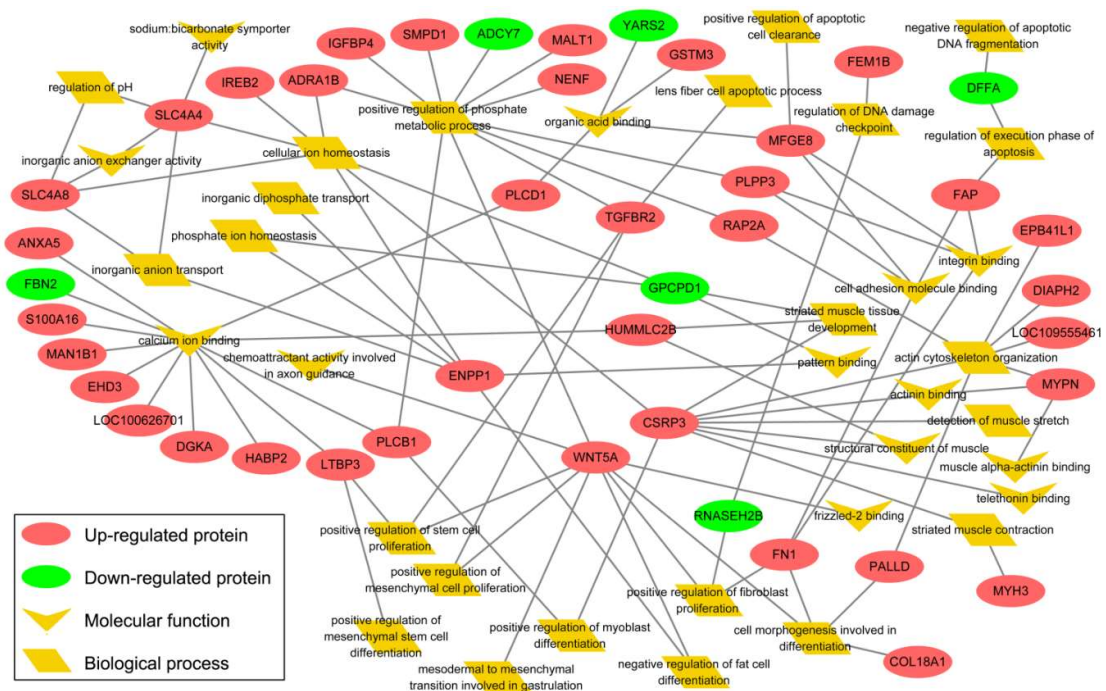 sodium:bicarbonate symporter
activity
IGFBP4
SMPD1
ADCY7
MALT1
YARS2
positive regulation of apoptotic
cell clearance
negative regulation of apoptotic
DNA fragmentation
GSTM3
FEM1B
regulation of pH
IREB2
ADRA1B
NENF
lens fiber cell apoptotic process
DFFA
SLC4A4
positive regulation of phosphate
metabolic process
organic acid binding
regulation of DNA damage
checkpoint
MFGE8
regulation of execution phase of
apoptosis
inorganic anion exchanger activity
cellular ion homeostasis
SLC4A8
inorganic diphosphate transport
PLCD1
PLPP3
FAP
TGFBR2
RAP2A
EPB41L1
phosphate ion homeostasis
ANXA5
inorganic anion transport
integrin binding
FBN2
GPCPD1
cell adhesion molecule binding
DIAPH2
S100A16
striated muscle tissue
development
LOC109555461
HUMMLC2B
calcium ion binding
MAN1B1
chemoattractant activity involved
in axon guidance
actin cytoskeleton organization
pattern binding
EHD3
ENPP1
MYPN
actinin binding
LOC100626701
CSRP3
detection of muscle stretch
DGKA
PLCB1
HABP2
LTBP3
WNT5A
structural constituent of muscle
muscle alpha-actinin binding
telethonin binding
RNASEH2B
frizzled-2 binding
striated muscle contraction
positive regulation of stem cell
proliferation
FN1
PALLD
positive regulation of
mesenchymal cell proliferation
MYH3
positive regulation of fibroblast
proliferation
positive regulation of
mesenchymal stem cell
differentiation
positive regulation of myoblast
differentiation
cell morphogenesis involved in
differentiation
mesodermal to mesenchymal
transition involved in gastrulation
negative regulation of fat cell
differentiation
COL18A1
Up-regulated protein
Down-regulated protein
Molecular function
Biological process